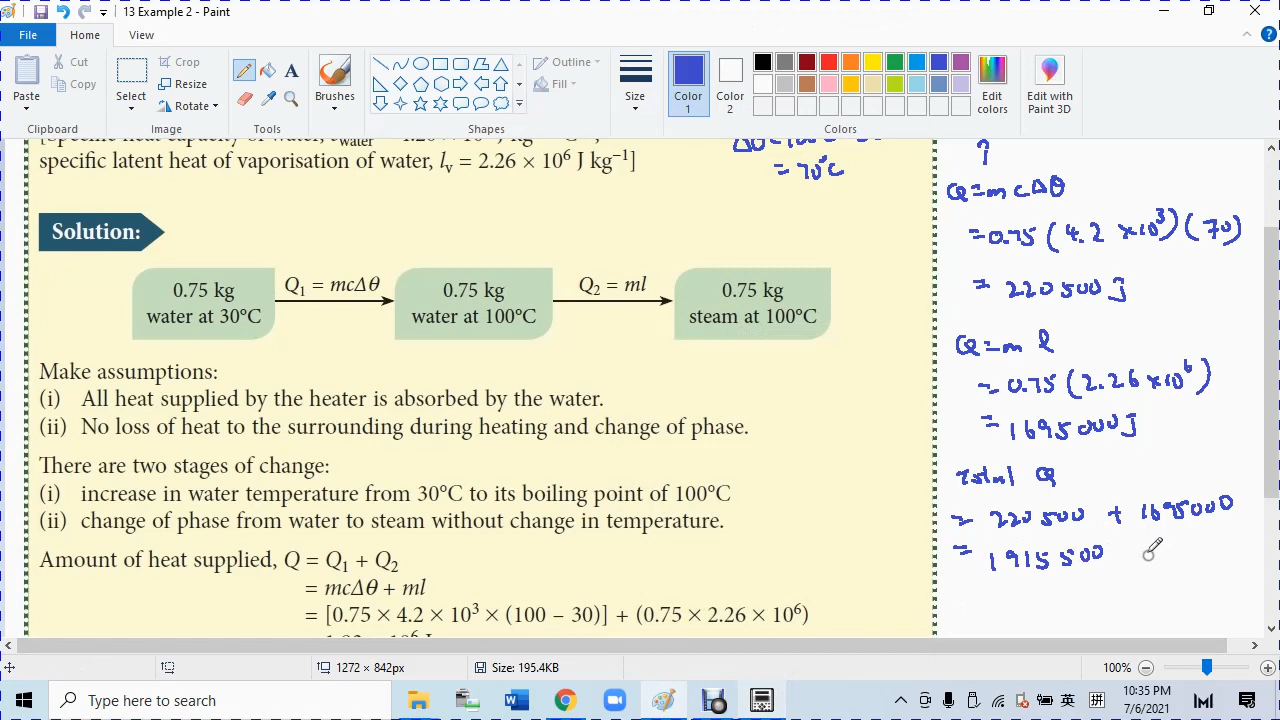 13 Example 2 - Paint
File Home View
Paste Cut Copy
Clipboard
Select Crop Resize Rotate
Image
Tools
Brushes
Shapes
Outline
Fill
Size
Color 1
Color 2
Colors
Edit colors
Edit with Paint 3D
specific latent heat of vaporisation of water, lv = 2.26 × 10⁶ J kg⁻¹]
= 70°C
Solution:
0.75 kg water at 30°C
Q₁ = mcΔθ
0.75 kg water at 100°C
Q₂ = ml
0.75 kg steam at 100°C
Make assumptions:
(i) All heat supplied by the heater is absorbed by the water.
(ii) No loss of heat to the surrounding during heating and change of phase.
There are two stages of change:
(i) increase in water temperature from 30°C to its boiling point of 100°C
(ii) change of phase from water to steam without change in temperature.
Amount of heat supplied, Q = Q₁ + Q₂
= mcΔθ + ml
= [0.75 × 4.2 × 10³ × (100 – 30)] + (0.75 × 2.26 × 10⁶)
?
Q = m c Δθ
= 0.75 (4.2 × 10³) (70)
= 220 500 J
Q = m l
= 0.75 (2.26 × 10⁶)
= 1695000 J
Total Q
= 220 500 + 1695000
= 1915 500
1272 × 842px
Size: 195.4KB
100%
Type here to search
英
拼
10:35 PM
7/6/2021